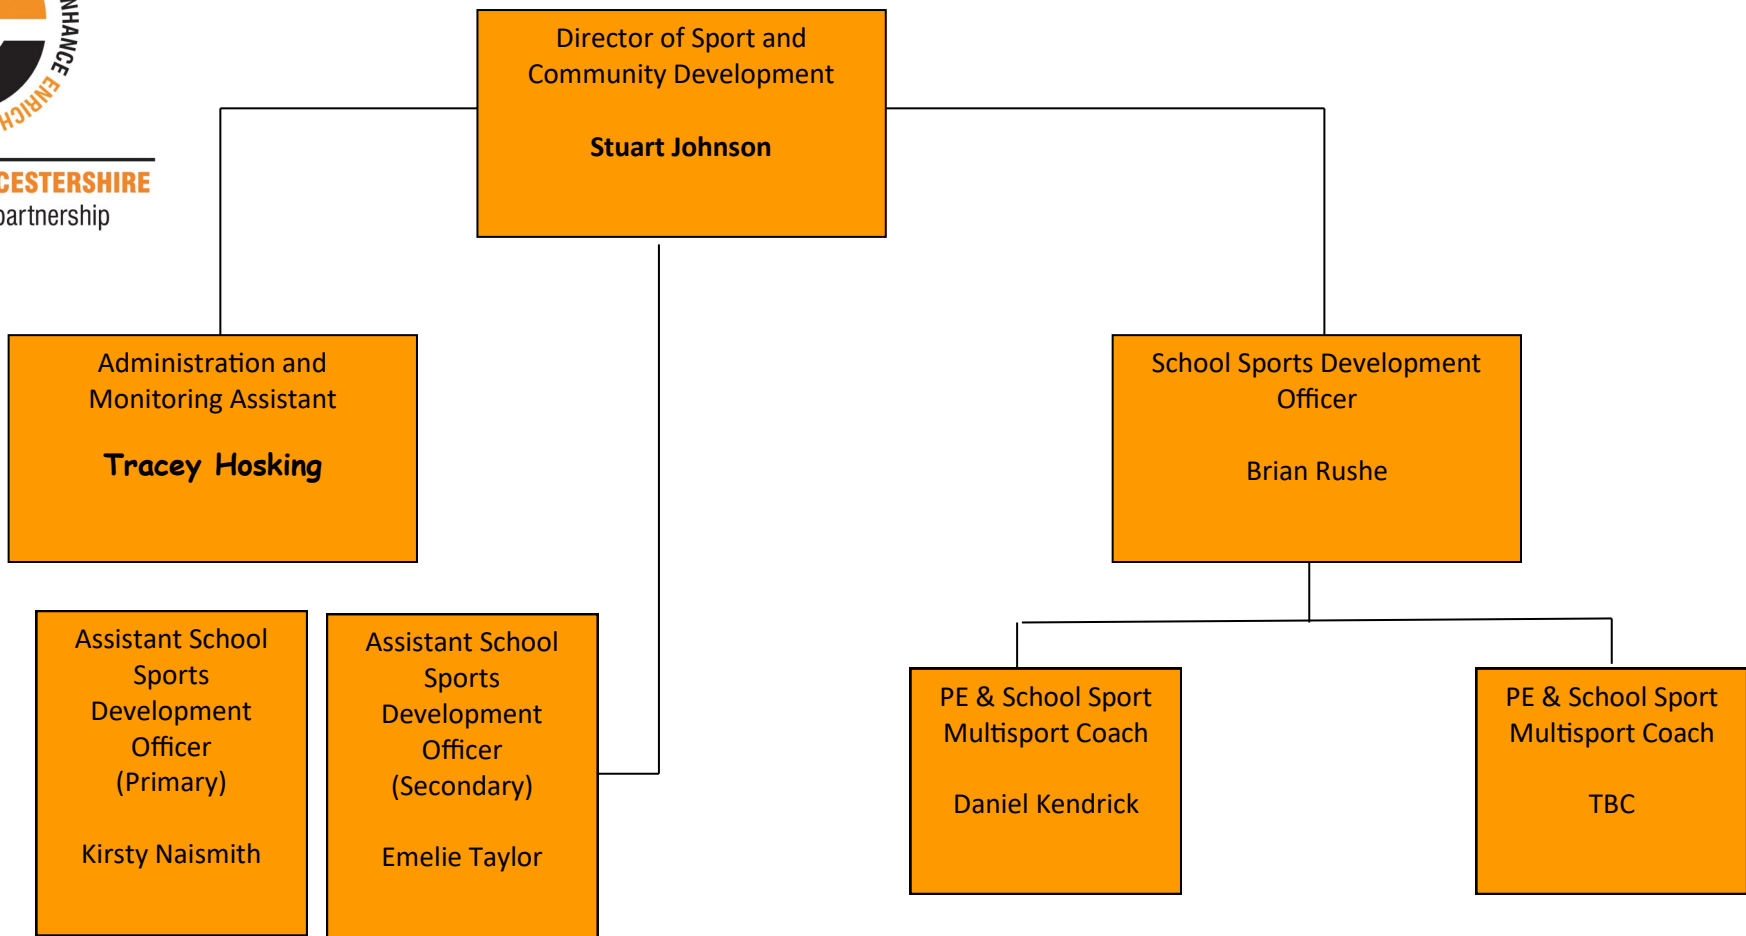 ENRICH
CESTERSHIRE
partnership
Director of Sport and
Community Development
Stuart Johnson
Administration and
Monitoring Assistant
Tracey Hosking
School Sports Development
Officer
Brian Rushe
Assistant School
Sports
Development
Officer
(Primary)
Kirsty Naismith
Assistant School
Sports
Development
Officer
(Secondary)
Emelie Taylor
PE & School Sport
Multisport Coach
Daniel Kendrick
PE & School Sport
Multisport Coach
TBC